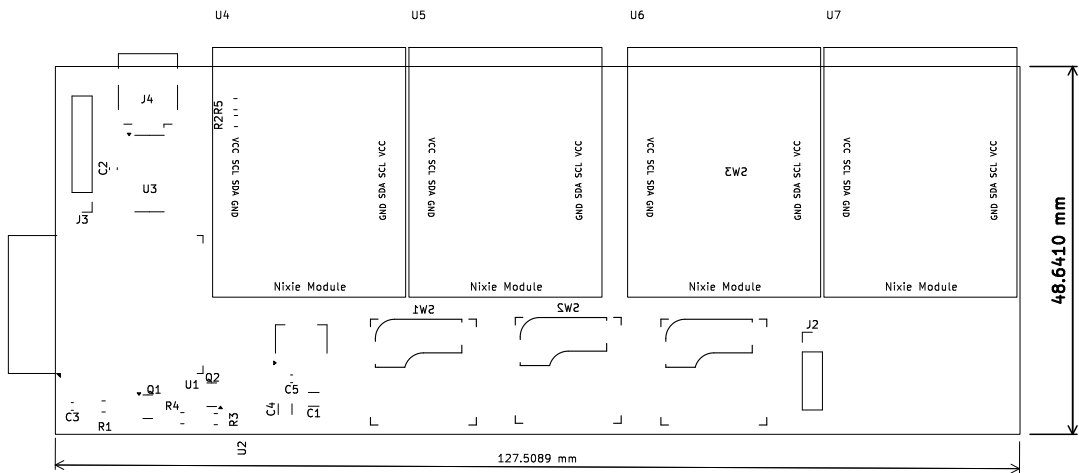 U4
U5
U6
U7
J4
R2R5
C2
U3
J3
VCC SCL SDA GND
GND SDA SCL VCC
VCC SCL SDA GND
GND SDA SCL VCC
VCC SCL SDA GND
SW3
GND SDA SCL VCC
VCC SCL SDA GND
GND SDA SCL VCC
48.6410 mm
Nixie Module
Nixie Module
Nixie Module
Nixie Module
SW1
SW2
J2
Q1
U1
Q2
C5
C3
R1
R4
R3
C4
C1
U2
127.5089 mm